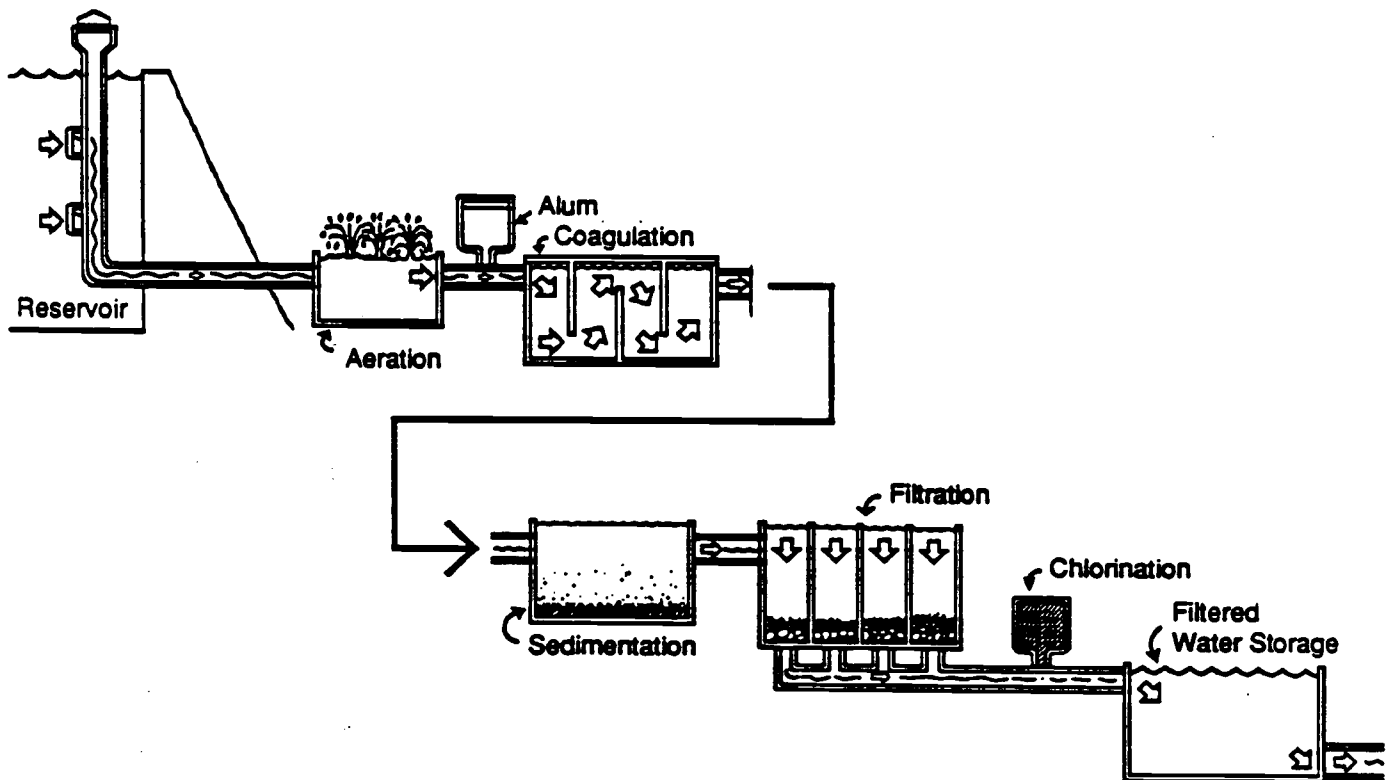 Reservoir
Aeration
Alum
Coagulation
Sedimentation
Filtration
Chlorination
Filtered
Water Storage